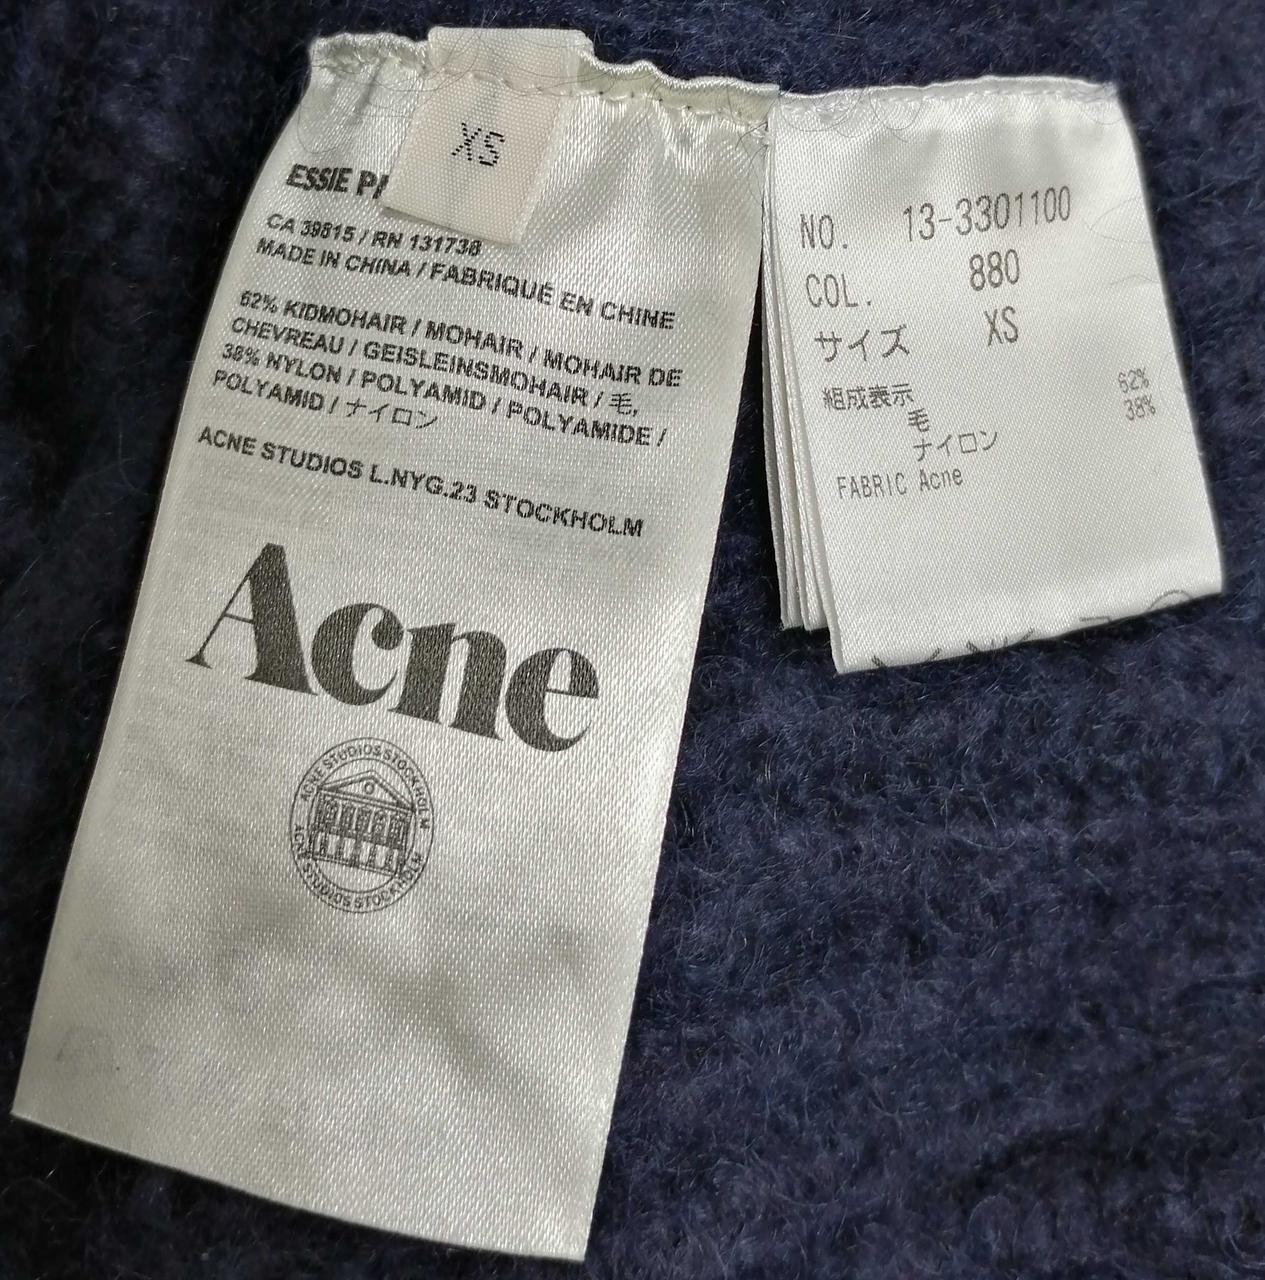 XS
ESSIE
CA 39815 / RN 131738
MADE IN CHINA / FABRIQUÉ EN CHINE
62% KIDMOHAIR / MOHAIR / MOHAIR DE
CHEVREAU / GEISLEINSMOHAIR / 毛,
38% NYLON / POLYAMID / POLYAMIDE /
POLYAMID / ナイロン
ACNE STUDIOS L.NYG.23 STOCKHOLM
Acne
ACNE STUDIOS STOCKHOLM
ACNE STUDIOS STOCKHOLM
NO. 13-3301100
COL. 880
サイズ XS
組成表示
毛 62%
ナイロン 38%
FABRIC Acne